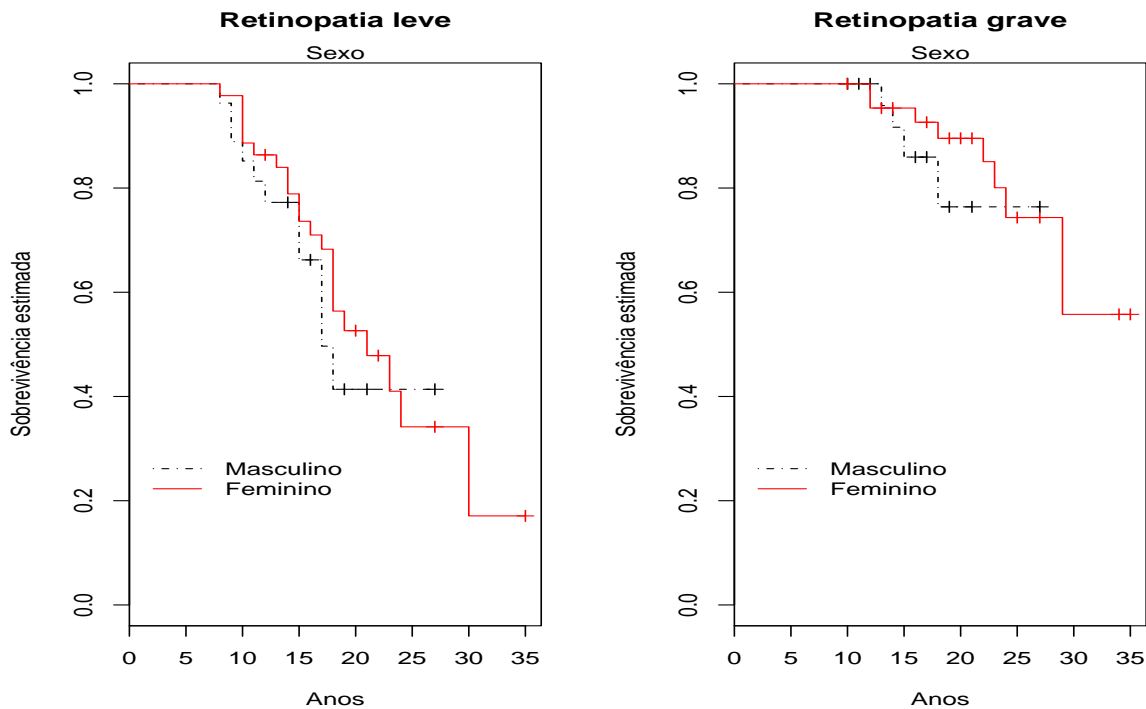 Retinopatia leve
Sexo
Sobrevivência estimada
1.0
0.8
0.6
0.4
0.2
0.0
Masculino
Feminino
0 5 10 15 20 25 30 35
Anos
Retinopatia grave
Sexo
Sobrevivência estimada
1.0
0.8
0.6
0.4
0.2
0.0
Masculino
Feminino
0 5 10 15 20 25 30 35
Anos